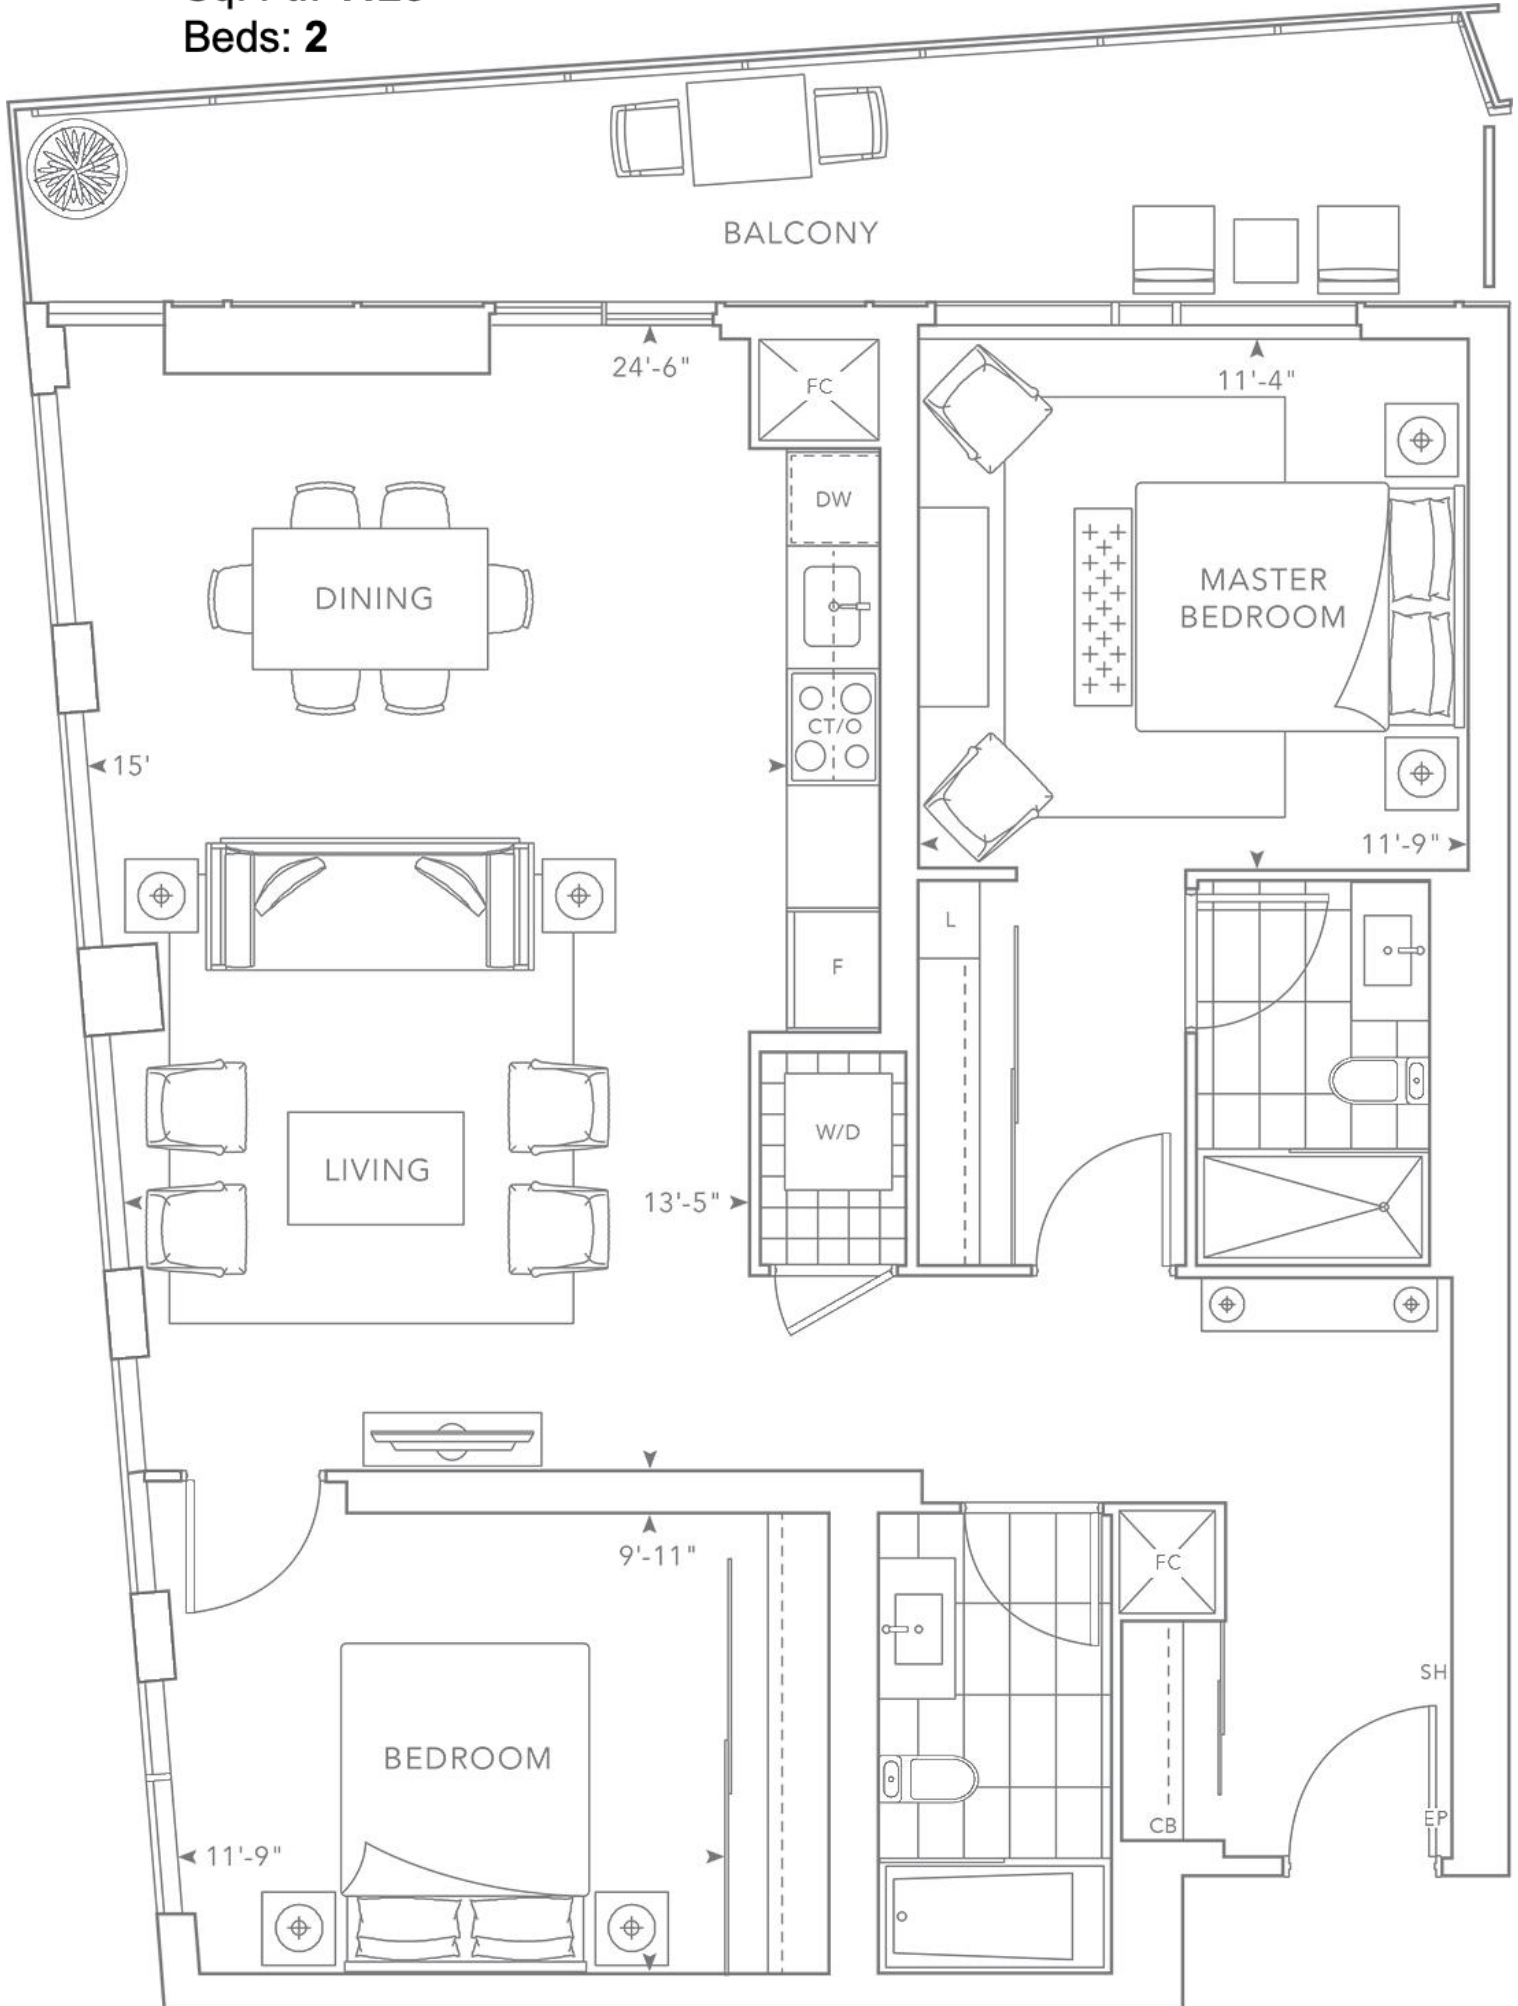 Beds: 2
BALCONY
24'-6"
11'-4"
FC
DW
DINING
MASTER
BEDROOM
CT/O
15'
11'-9"
L
F
W/D
LIVING
13'-5"
9'-11"
FC
SH
BEDROOM
EP
CB
11'-9"